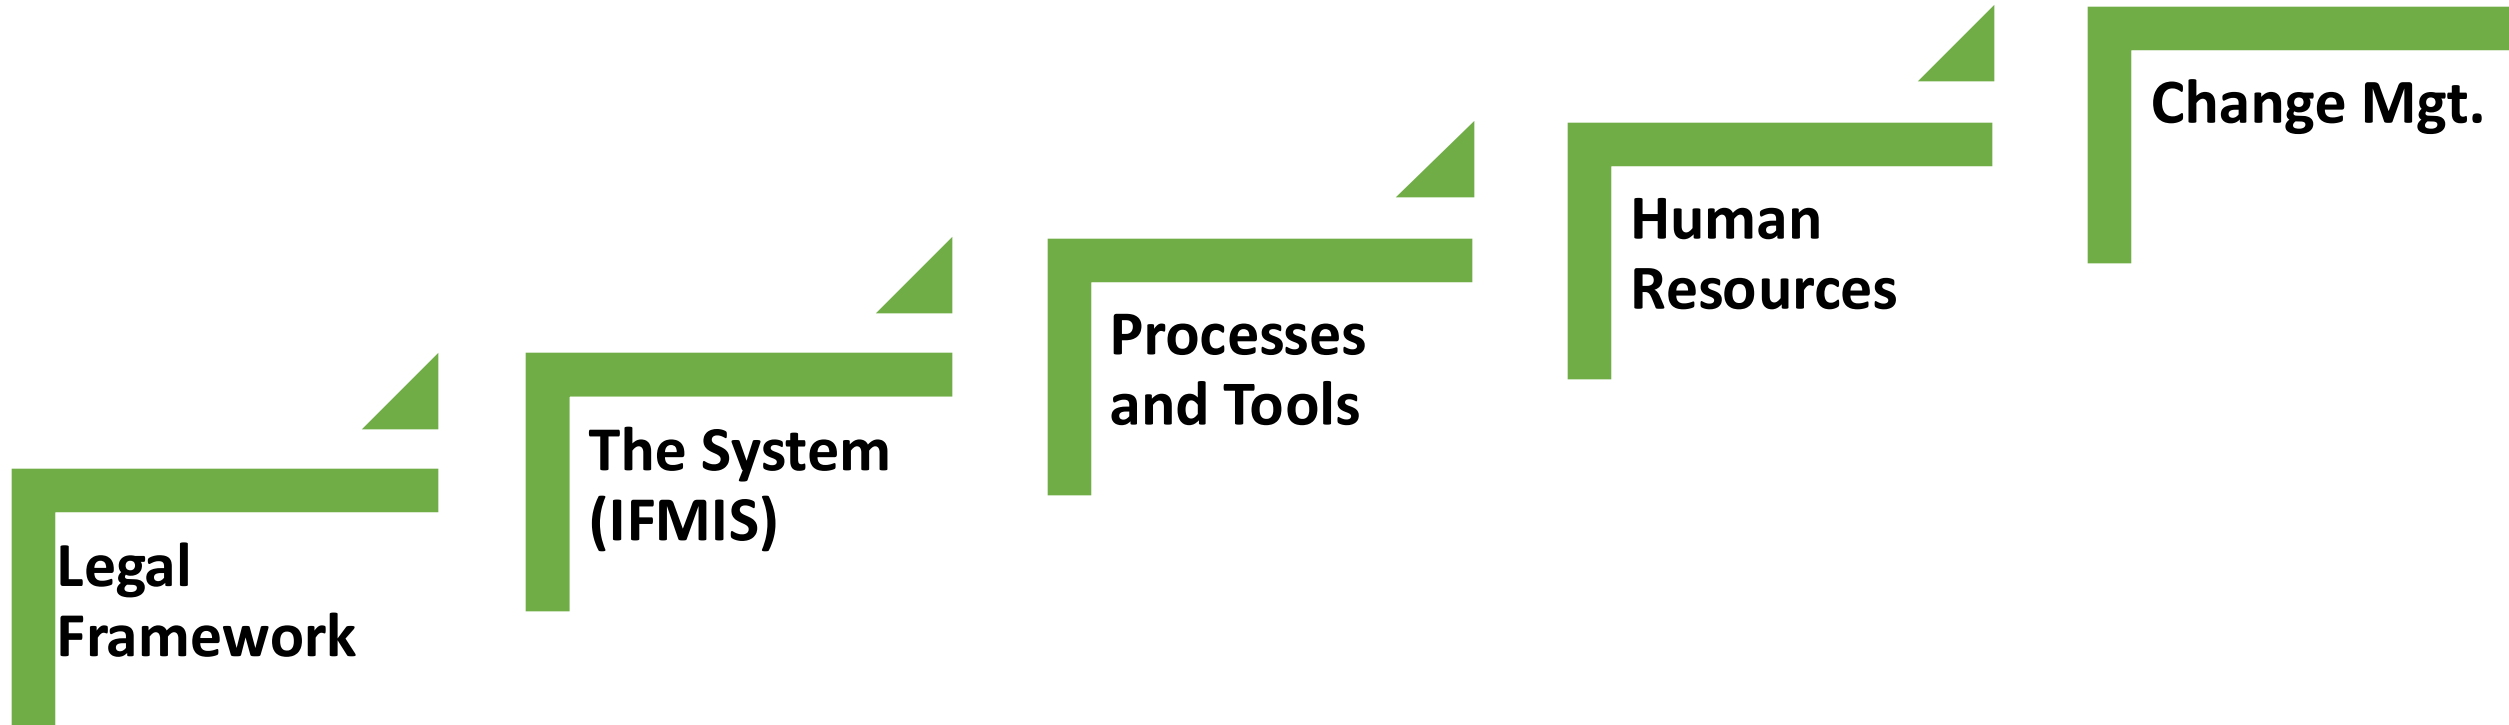 Legal
Framework
The System
(IFMIS)
Processes
and Tools
Human
Resources
Change Mgt.